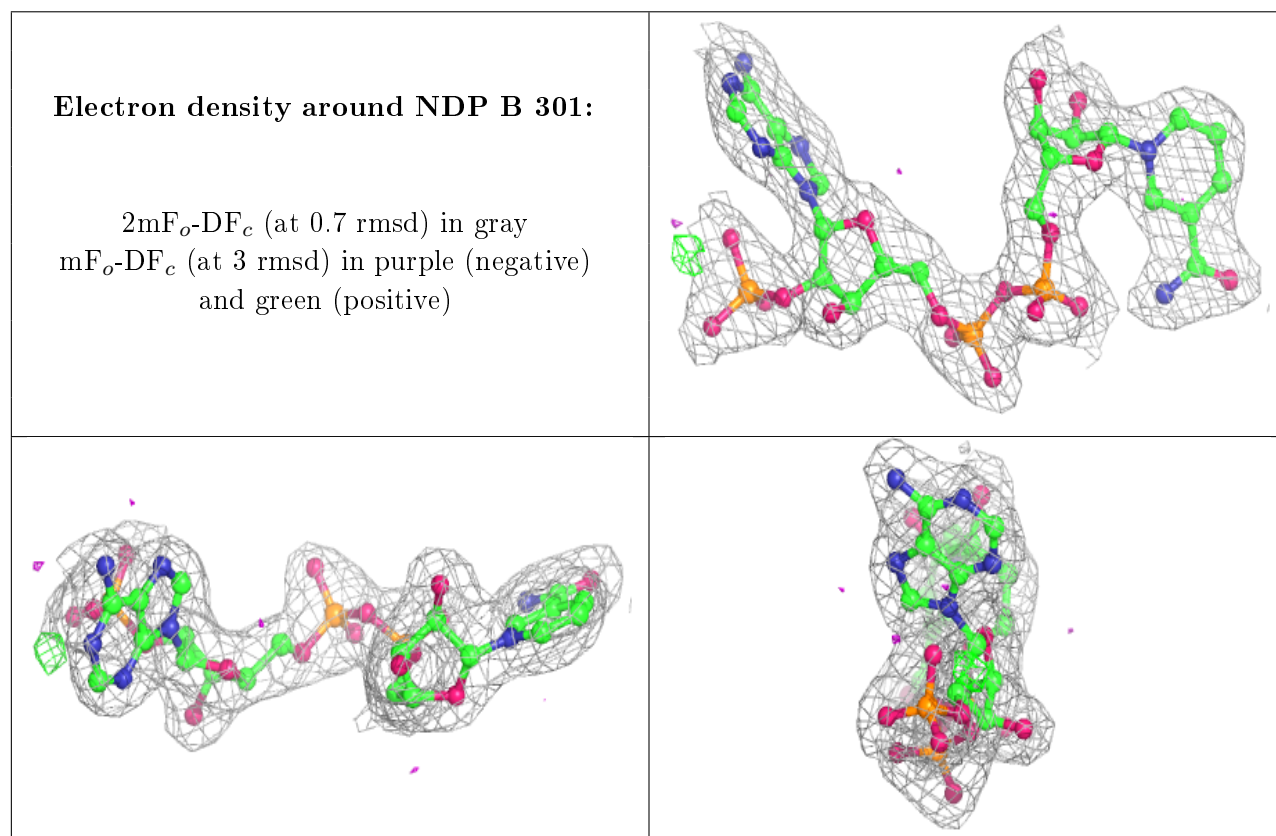 Electron density around NDP B 301:
2mFₒ-DF𝒸 (at 0.7 rmsd) in gray
mFₒ-DF𝒸 (at 3 rmsd) in purple (negative)
and green (positive)